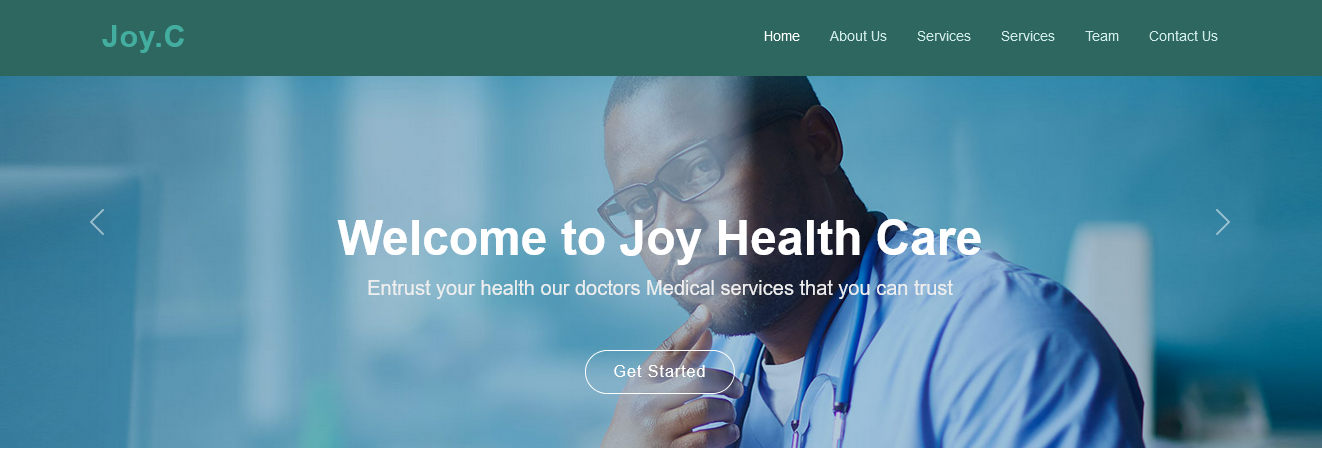 Joy.C
Home About Us Services Services Team Contact Us
Welcome to Joy Health Care
Entrust your health our doctors Medical services that you can trust
Get Started